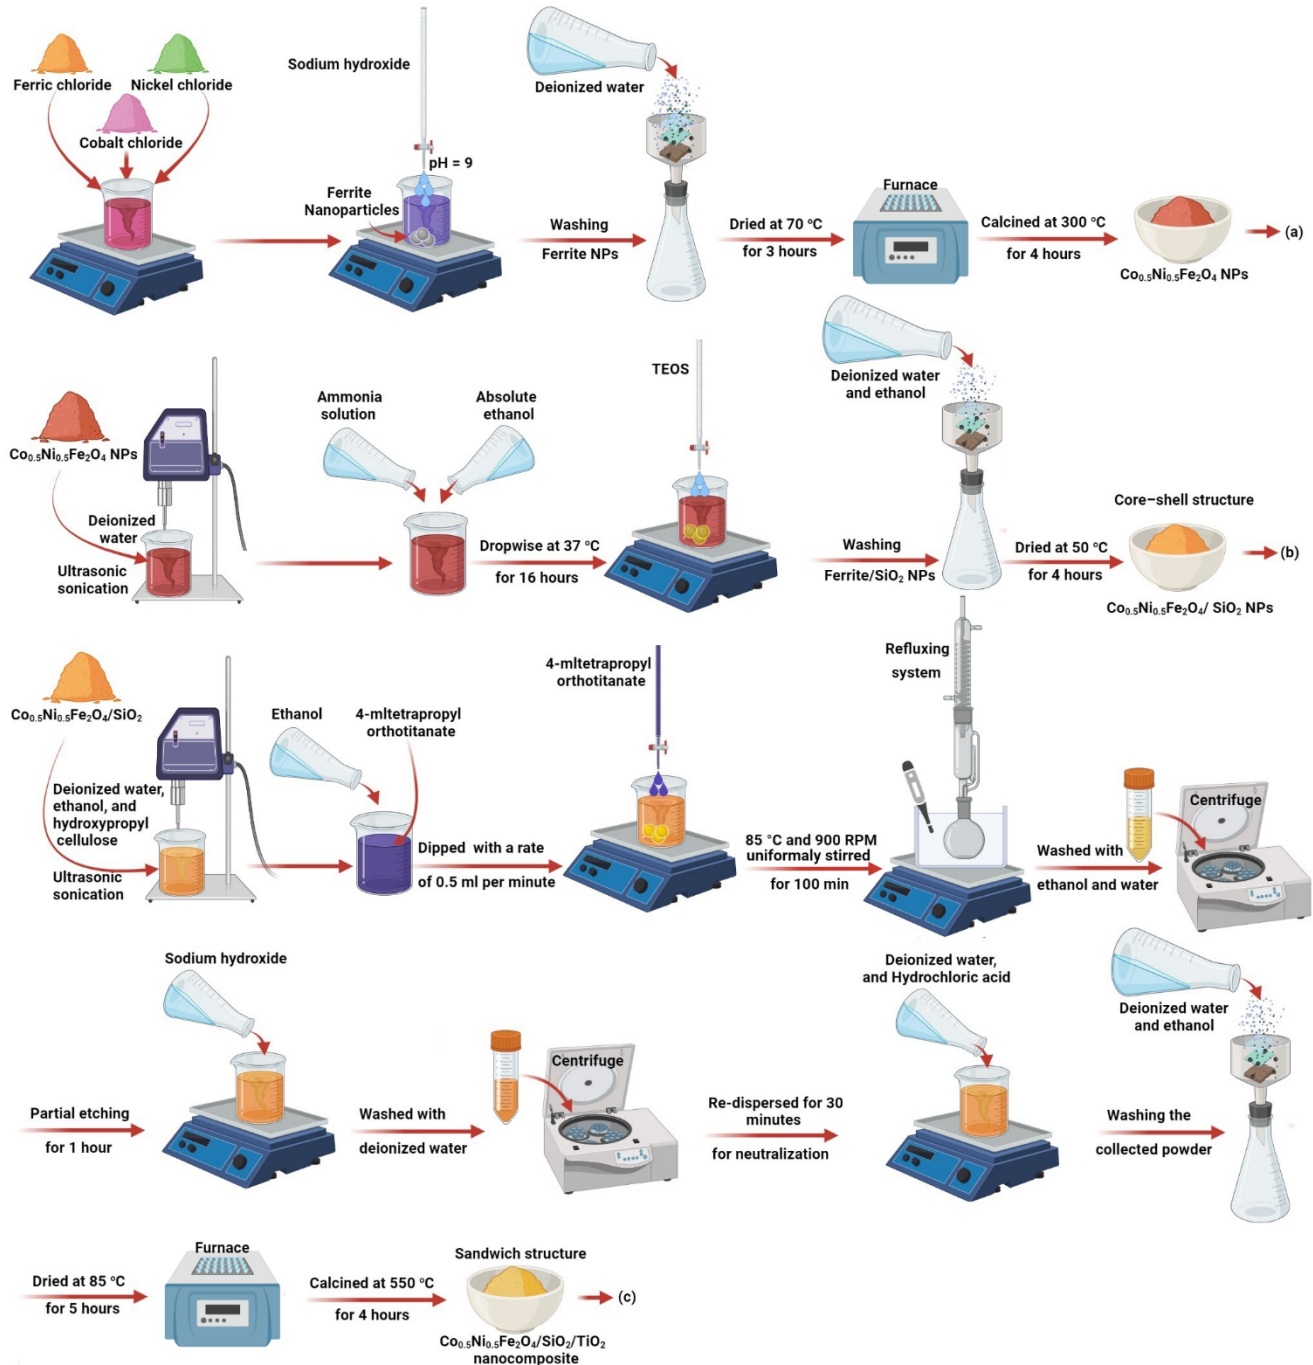 Ferric chloride
Nickel chloride
Cobalt chloride
Sodium hydroxide
pH = 9
Ferrite
Nanoparticles
Deionized water
Washing
Ferrite NPs
Dried at 70 °C
for 3 hours
Furnace
Calcined at 300 °C
for 4 hours
Co0.5Ni0.5Fe2O4 NPs
(a)
Co0.5Ni0.5Fe2O4 NPs
Deionized
water
Ultrasonic
sonication
Ammonia
solution
Absolute
ethanol
Dropwise at 37 °C
for 16 hours
TEOS
Washing
Ferrite/SiO2 NPs
Deionized water
and ethanol
Dried at 50 °C
for 4 hours
Core–shell structure
Co0.5Ni0.5Fe2O4/ SiO2 NPs
(b)
Co0.5Ni0.5Fe2O4/SiO2
Deionized water,
ethanol, and
hydroxypropyl
cellulose
Ultrasonic
sonication
Ethanol
4-mltetrapropyl
orthotitanate
Dipped with a rate
of 0.5 ml per minute
4-mltetrapropyl
orthotitanate
85 °C and 900 RPM
uniformaly stirred
for 100 min
Refluxing
system
Washed with
ethanol and water
Centrifuge
Partial etching
for 1 hour
Sodium hydroxide
Washed with
deionized water
Centrifuge
Re-dispersed for 30
minutes
for neutralization
Deionized water,
and Hydrochloric acid
Washing the
collected powder
Deionized water
and ethanol
Dried at 85 °C
for 5 hours
Furnace
Calcined at 550 °C
for 4 hours
Sandwich structure
Co0.5Ni0.5Fe2O4/SiO2/TiO2
nanocomposite
(c)